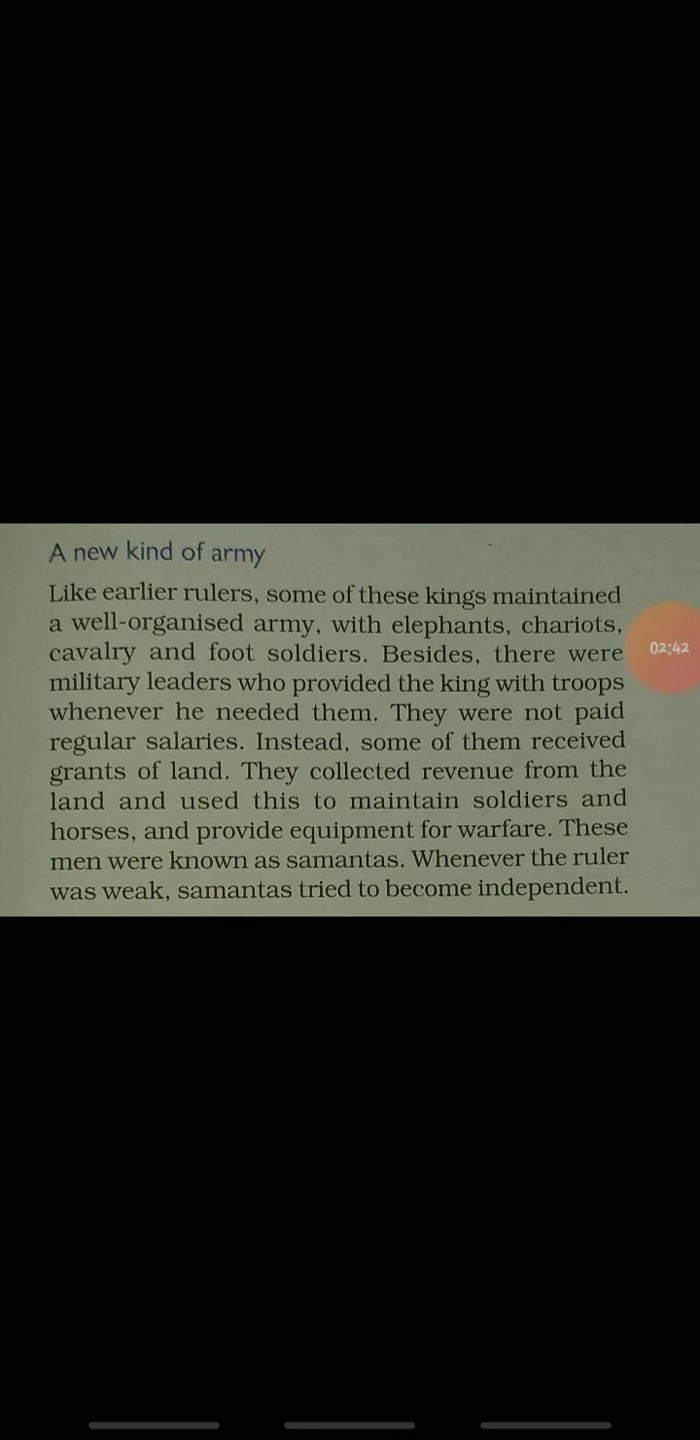 A new kind of army
Like earlier rulers, some of these kings maintained
a well-organised army, with elephants, chariots,
cavalry and foot soldiers. Besides, there were
military leaders who provided the king with troops
whenever he needed them. They were not paid
regular salaries. Instead, some of them received
grants of land. They collected revenue from the
land and used this to maintain soldiers and
horses, and provide equipment for warfare. These
men were known as samantas. Whenever the ruler
was weak, samantas tried to become independent.
02:42